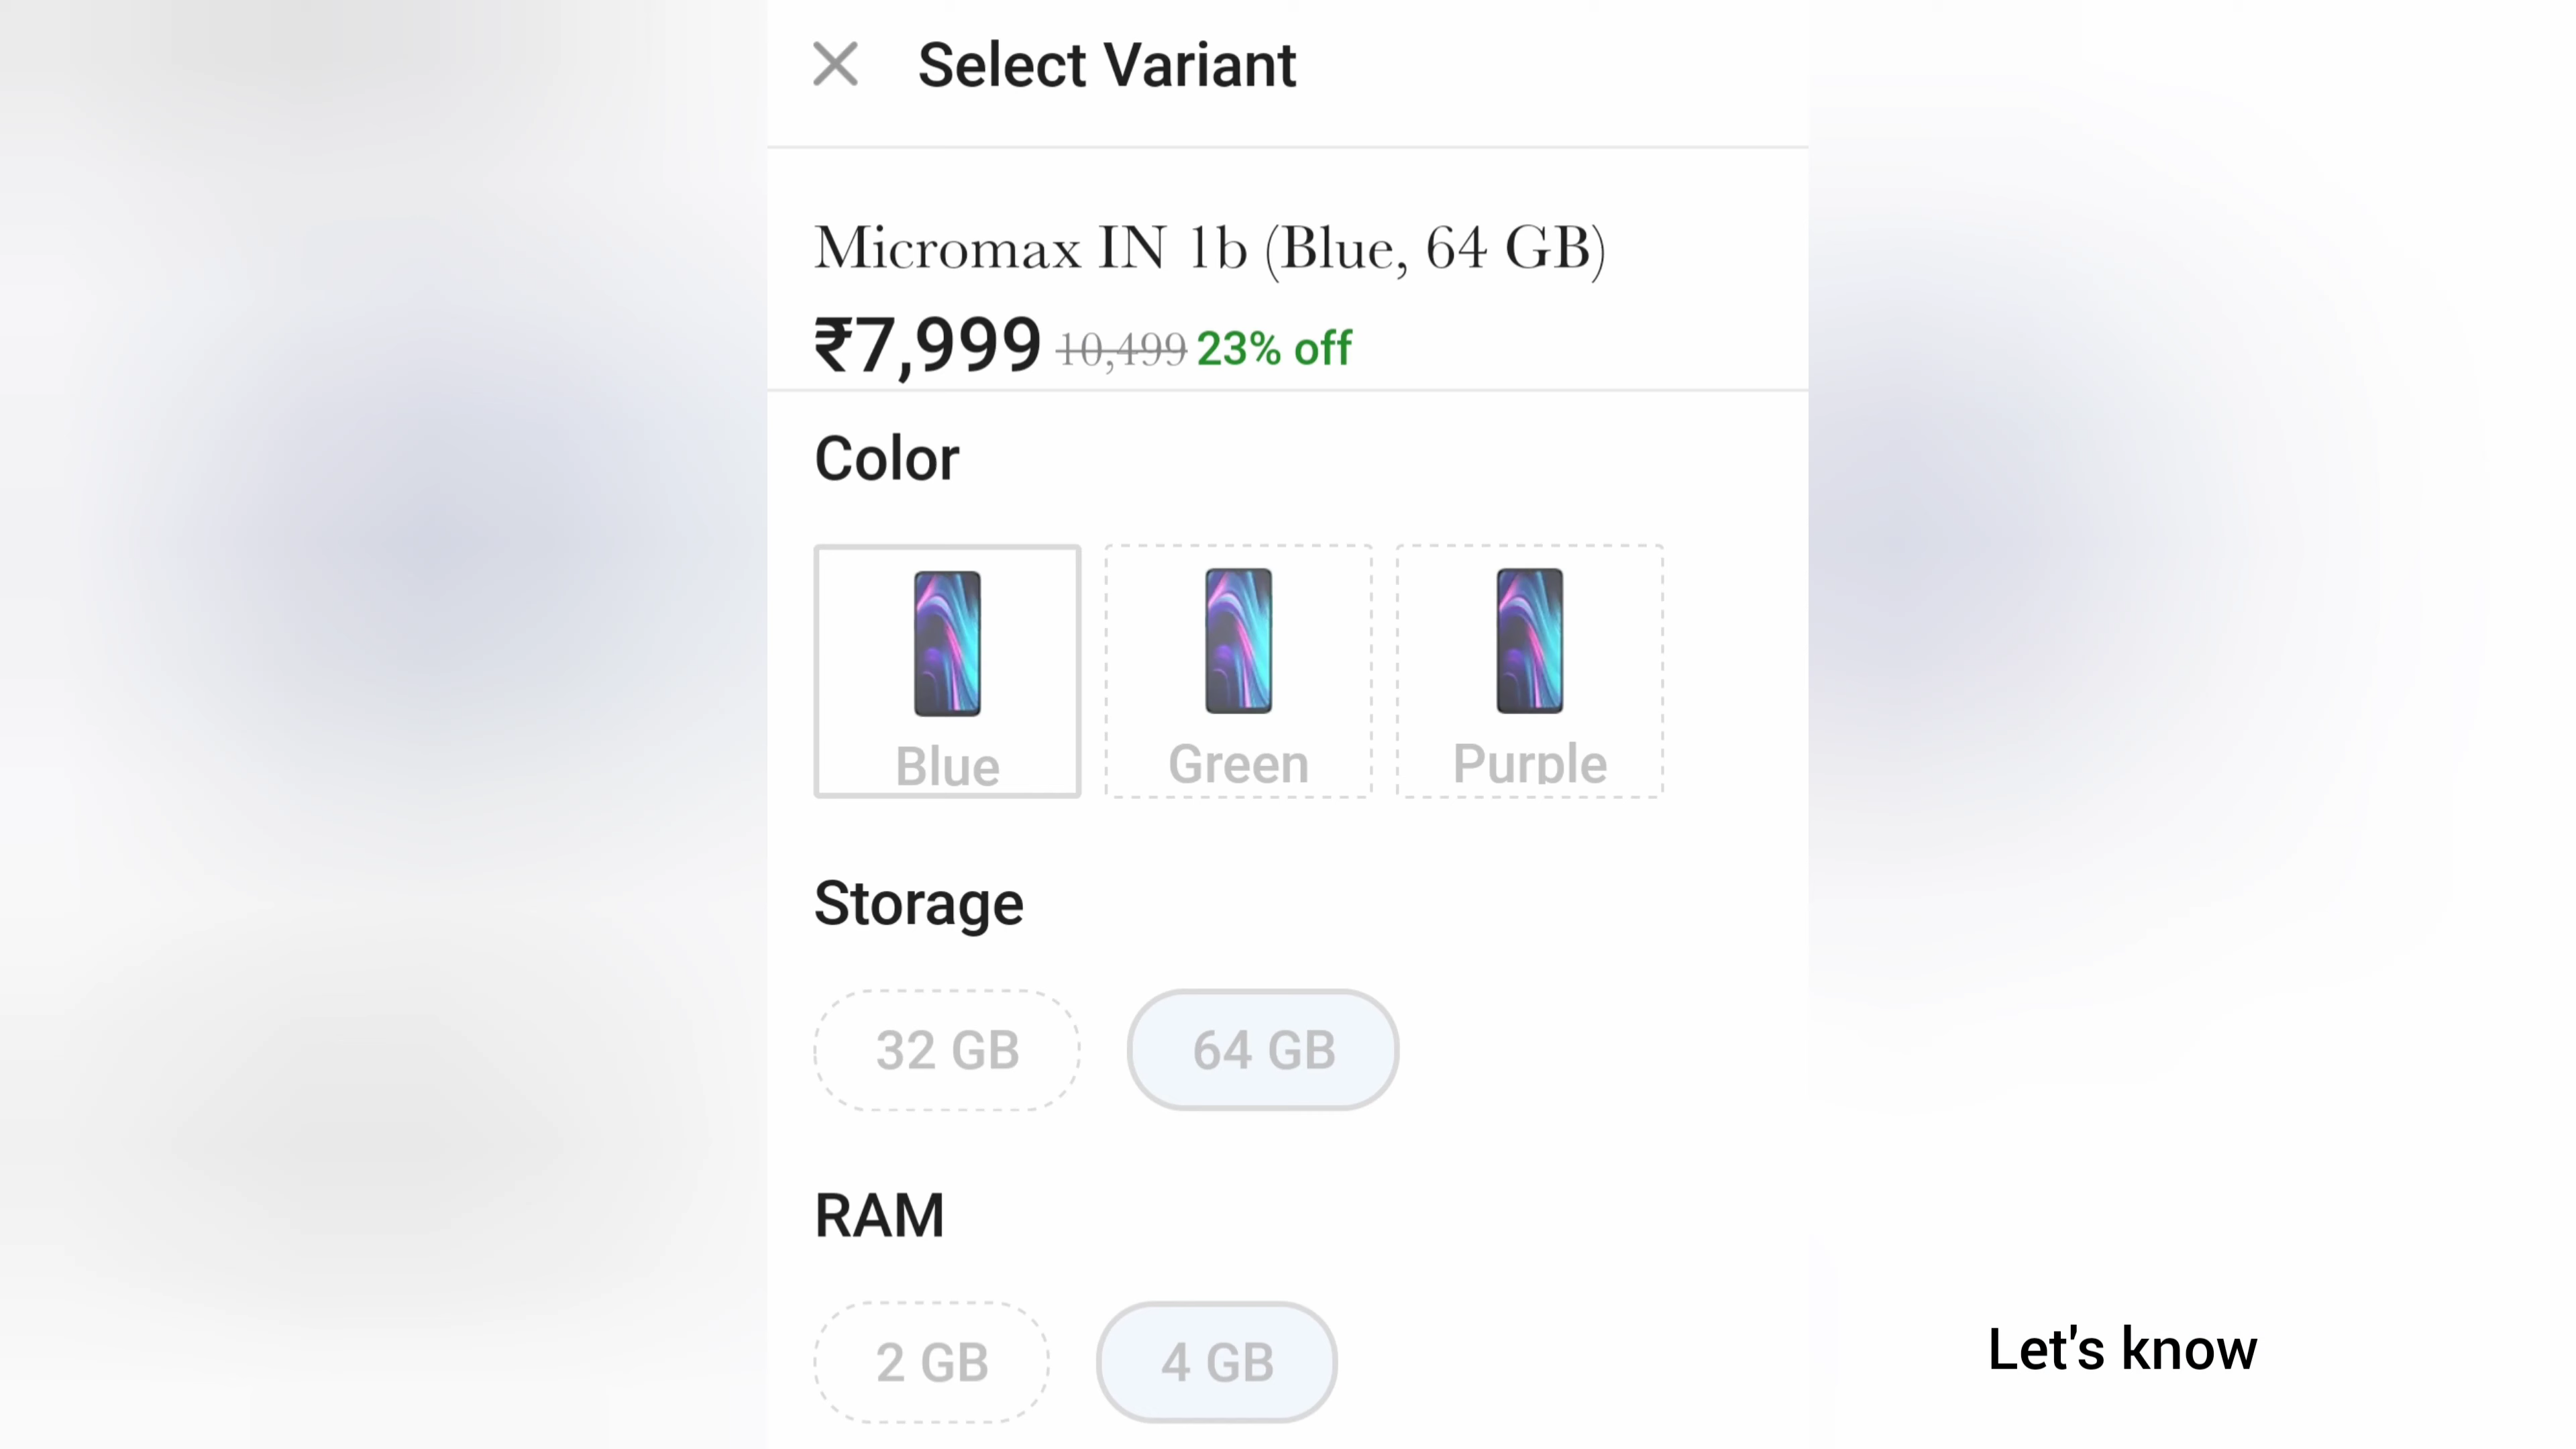 Select Variant
Micromax IN 1b (Blue, 64 GB)
₹7,999 10,499 23% off
Color
Blue Green Purple
Storage
32 GB 64 GB
RAM
2 GB 4 GB
Let's know